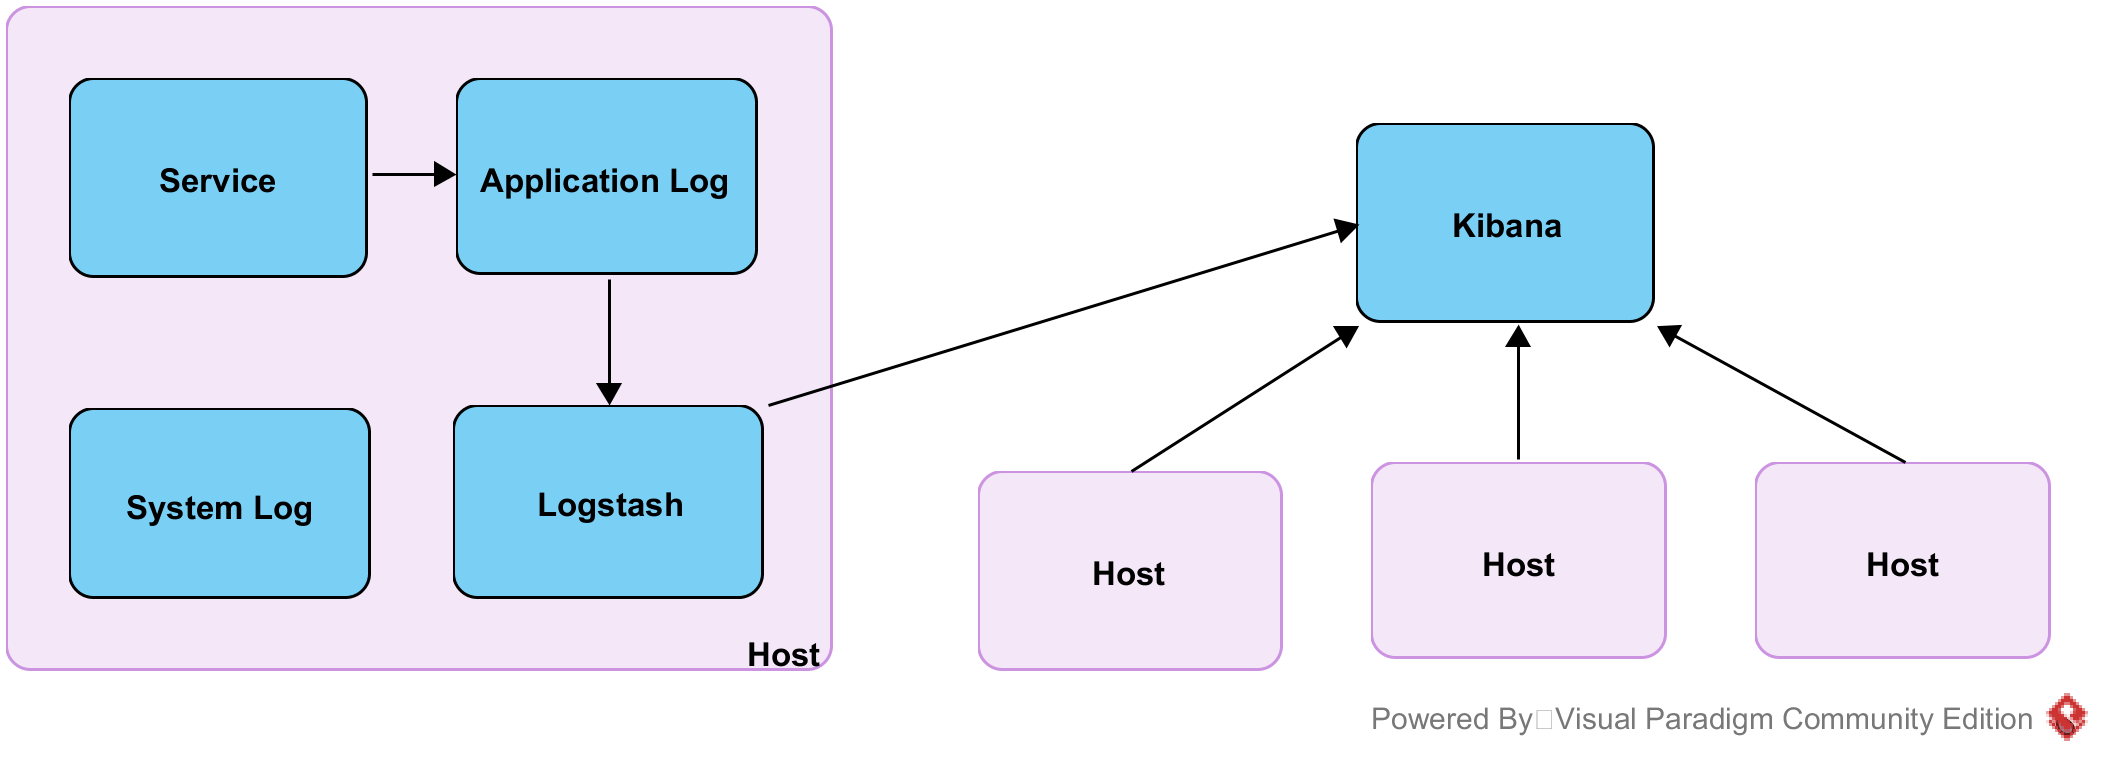 Service
Application Log
Kibana
System Log
Logstash
Host
Host
Host
Host
Powered By Visual Paradigm Community Edition